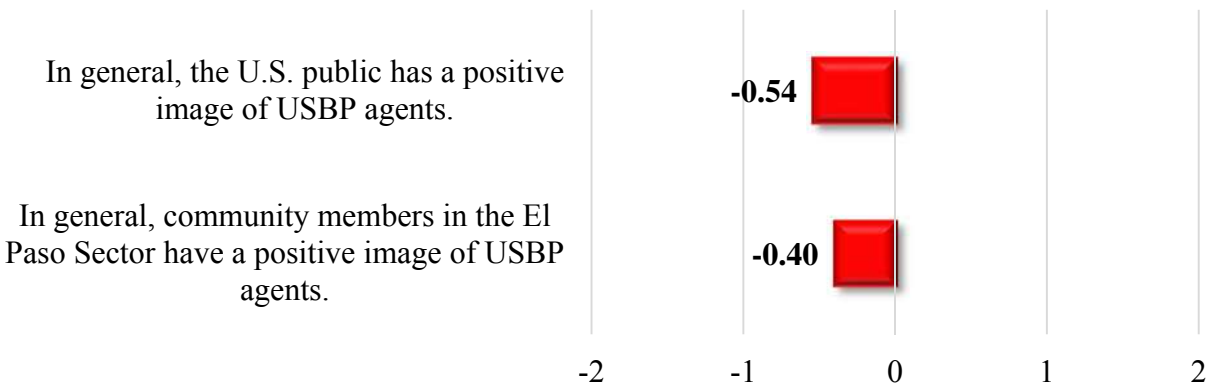 In general, the U.S. public has a positive
image of USBP agents.
-0.54
In general, community members in the El
Paso Sector have a positive image of USBP
agents.
-0.40
-2 -1 0 1 2